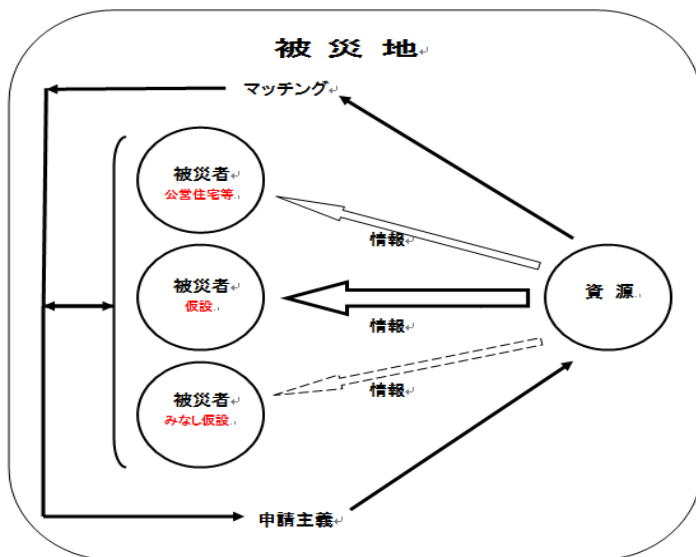 被災地
マッチング
被災者
公営住宅等
情報
被災者
仮設
資源
情報
被災者
みなし仮設
情報
申請主義